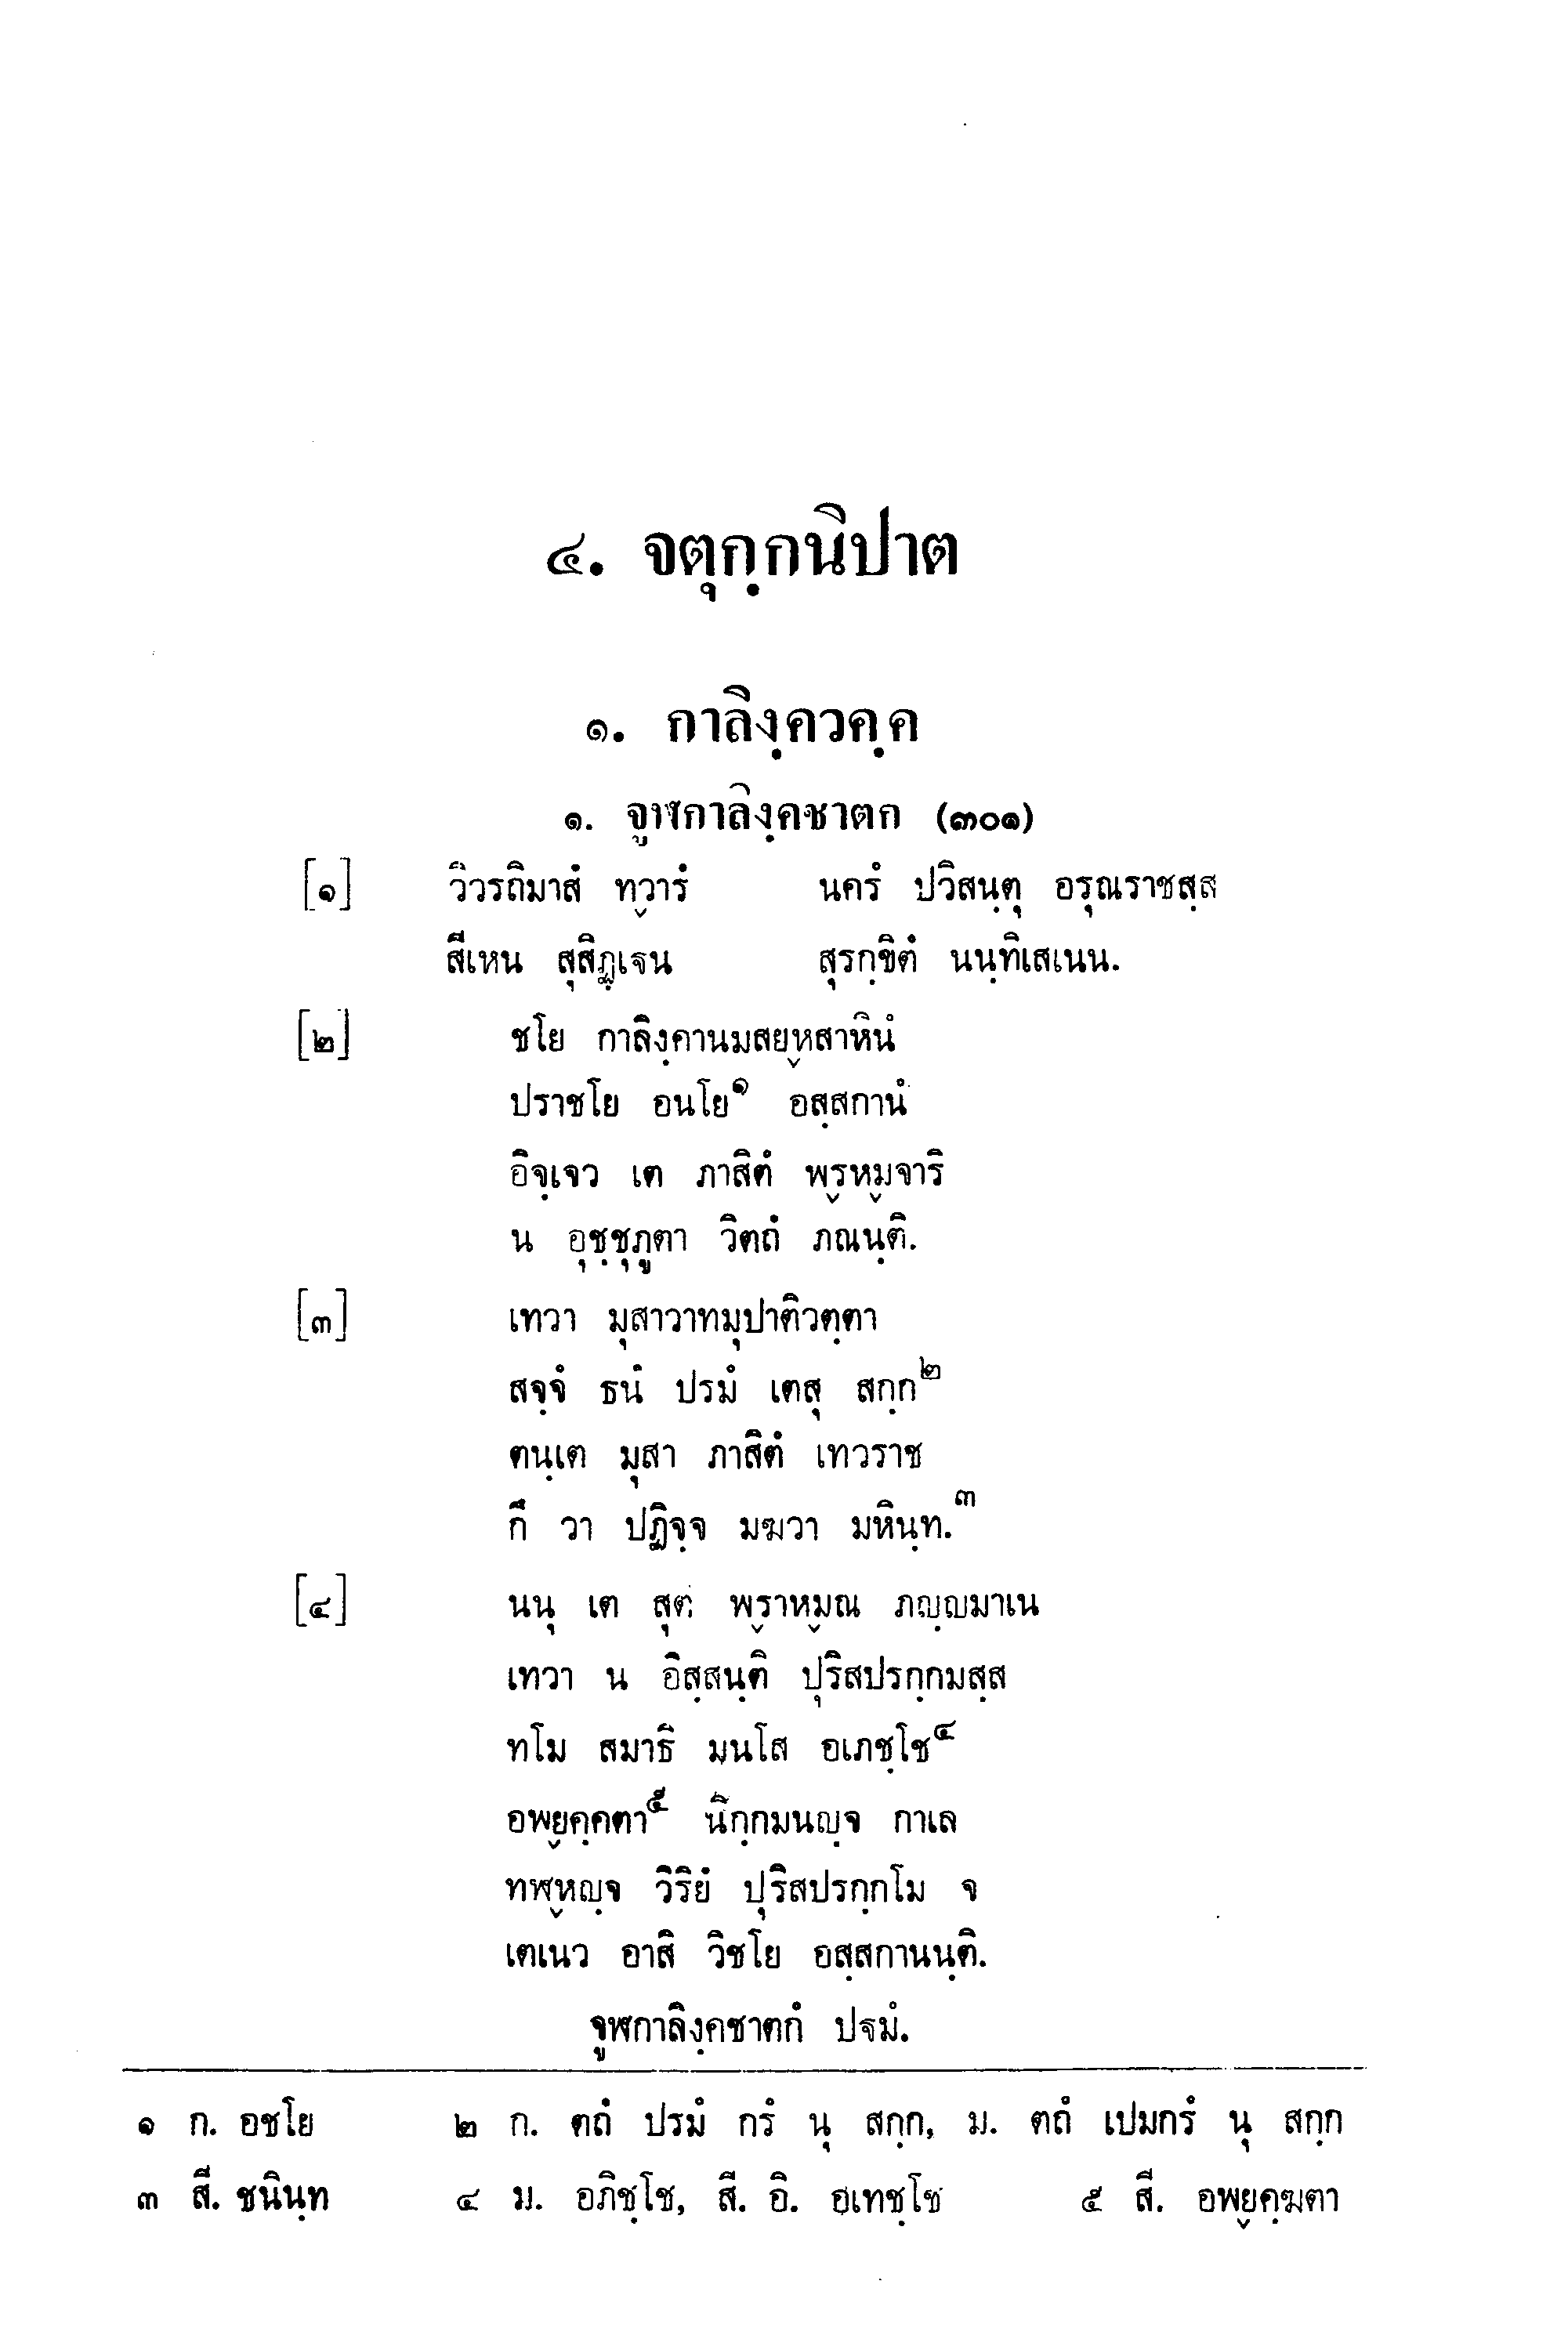 ๔. จตุกฺกนิปาต
๑. กาลิงฺควคฺค
๑. จูฬกาลิงฺคชาตก (๓๐๑)
[๑] วิวรถิมาสํ ทฺวารํ นครํ ปวิสนฺตุ อรุณราชสฺส
สีเหน สุสิฏฺเฐน สุรกฺขิตํ นนฺทิเสเนน.
[๒] ชโย กาลิงฺคานมสยฺหสาหินํ
ปราชโย อนโย๑ อสฺสกานํ
อิจฺเจว เต ภาสิตํ พฺรหฺมจาริ
น อุชฺชุภูตา วิตถํ ภณนฺติ.
[๓] เทวา มุสาวาทมุปาติวตฺตา
สจฺจํ ธนํ ปรมํ เตสุ สกฺก๒
ตนฺเต มุสา ภาสิตํ เทวราช
กึ วา ปฏิจฺจ มฆวา มหินฺท.๓
[๔] นนุ เต สุตํ พฺราหฺมณ ภญฺญมาเน
เทวา น อิสฺสนฺติ ปุริสปรกฺกมสฺส
ทโม สมาธิ มนโส อเภชฺโช๔
อพฺยคฺคตา๕ นิกฺกมนญฺจ กาเล
ทฬฺหญฺจ วิริยํ ปุริสปรกฺกโม จ
เตเนว อาสิ วิชโย อสฺสกานนฺติ.
จูฬกาลิงฺคชาตกํ ปฐมํ.
๑ ก. อชโย ๒ ก. ตถํ ปรมํ กรํ นุ สกฺก, ม. ตถํ เปมกรํ นุ สกฺก
๓ สี. ชนินฺท ๔ ม. อภิชฺโช, สี. อิ. อเทชฺโช ๕ สี. อพฺยคฺฆตา